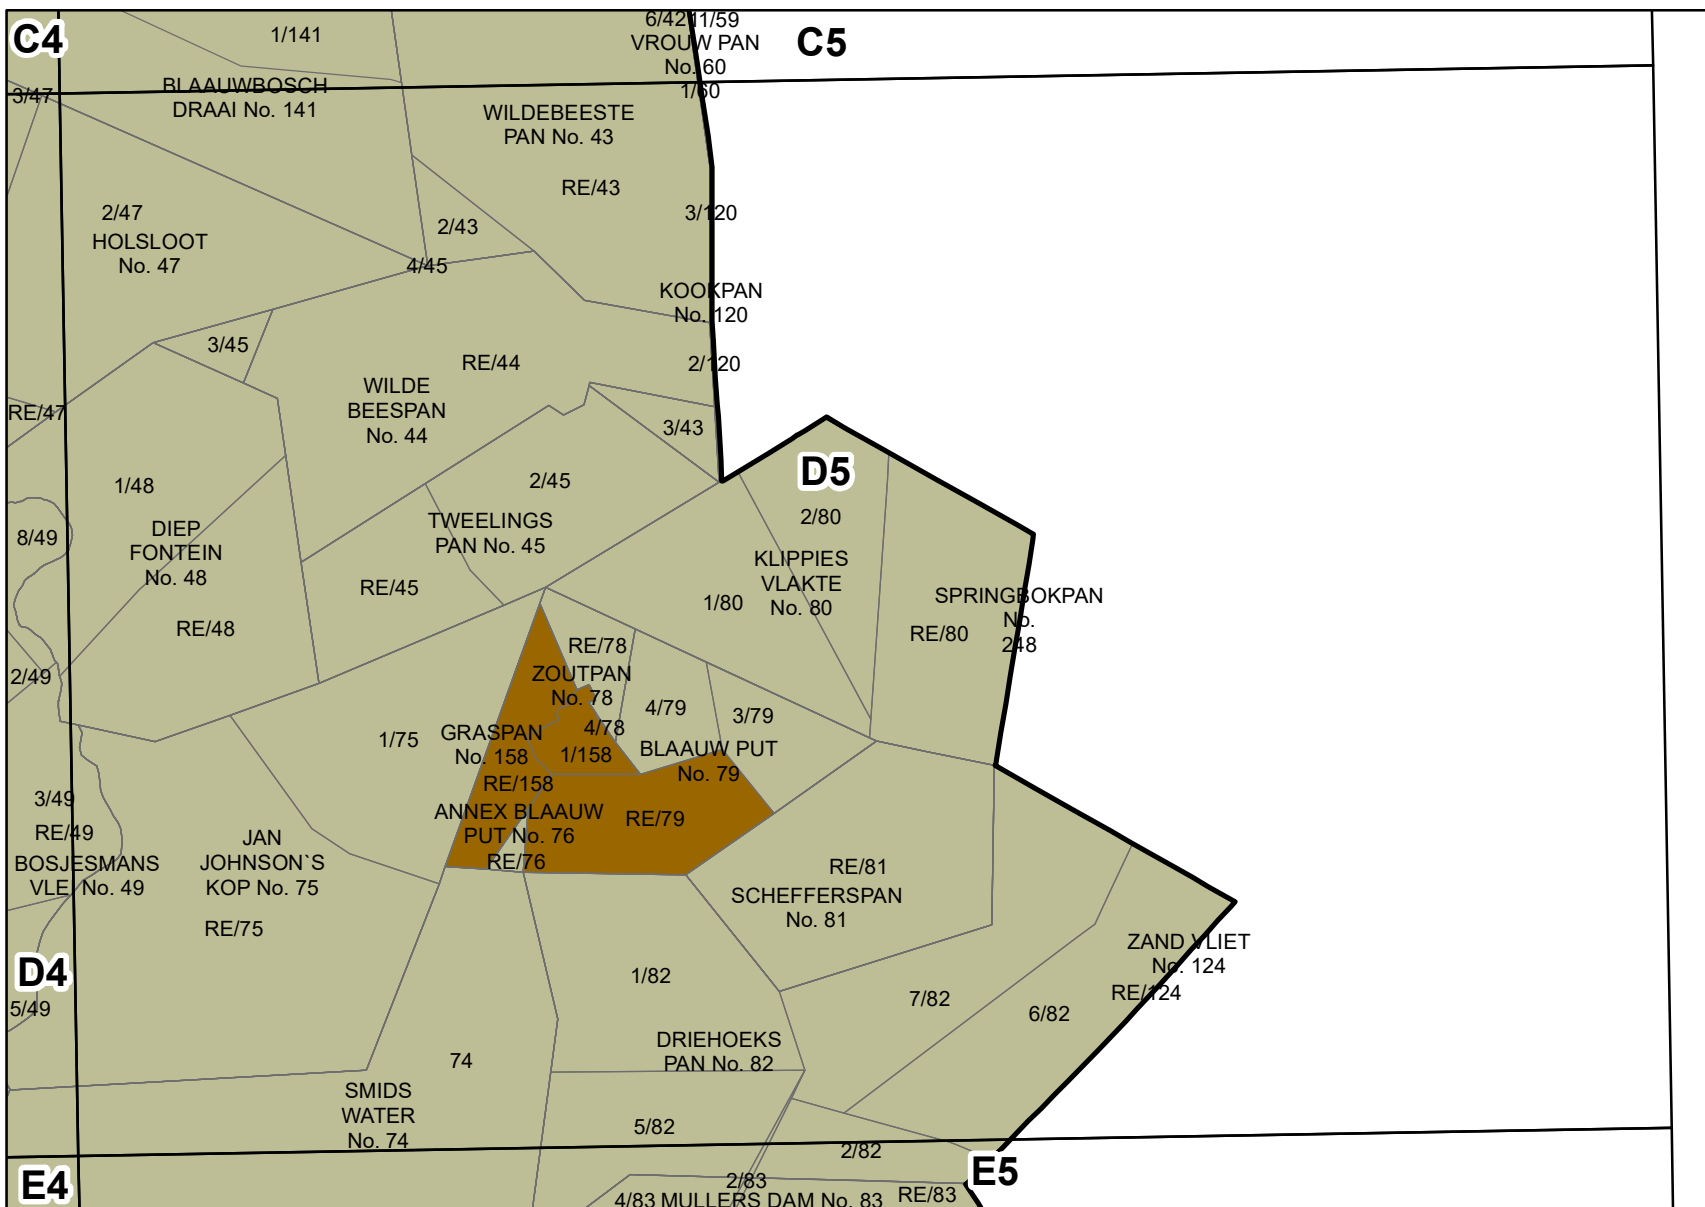 C4
1/141
6/42
1/59
VROUW PAN
No. 60
C5
3/47
BLAAUWBOSCH
DRAAI No. 141
1/60
WILDEBEESTE
PAN No. 43
RE/43
2/47
HOLSLOOT
No. 47
2/43
3/120
4/45
KOOKPAN
No. 120
3/45
RE/44
2/120
WILDE
BEESPAN
No. 44
RE/47
3/43
D5
1/48
2/45
2/80
8/49
DIEP
FONTEIN
No. 48
TWEELINGS
PAN No. 45
KLIPPIES
VLAKTE
No. 80
RE/45
1/80
SPRINGBOKPAN
No.
248
RE/48
RE/80
RE/78
ZOUTPAN
No. 78
2/49
4/79
3/79
1/75
GRASPAN
No. 158
4/78
1/158
BLAAUW PUT
No. 79
RE/158
3/49
ANNEX BLAAUW
PUT No. 76
RE/79
RE/49
JAN
JOHNSON`S
KOP No. 75
RE/76
BOSJESMANS
VLEI No. 49
RE/81
SCHEFFERSPAN
No. 81
RE/75
ZAND VLIET
No. 124
D4
1/82
RE/124
7/82
5/49
6/82
DRIEHOEKS
PAN No. 82
74
SMIDS
WATER
No. 74
5/82
2/82
E4
2/83
E5
4/83
MULLERS DAM No. 83
RE/83